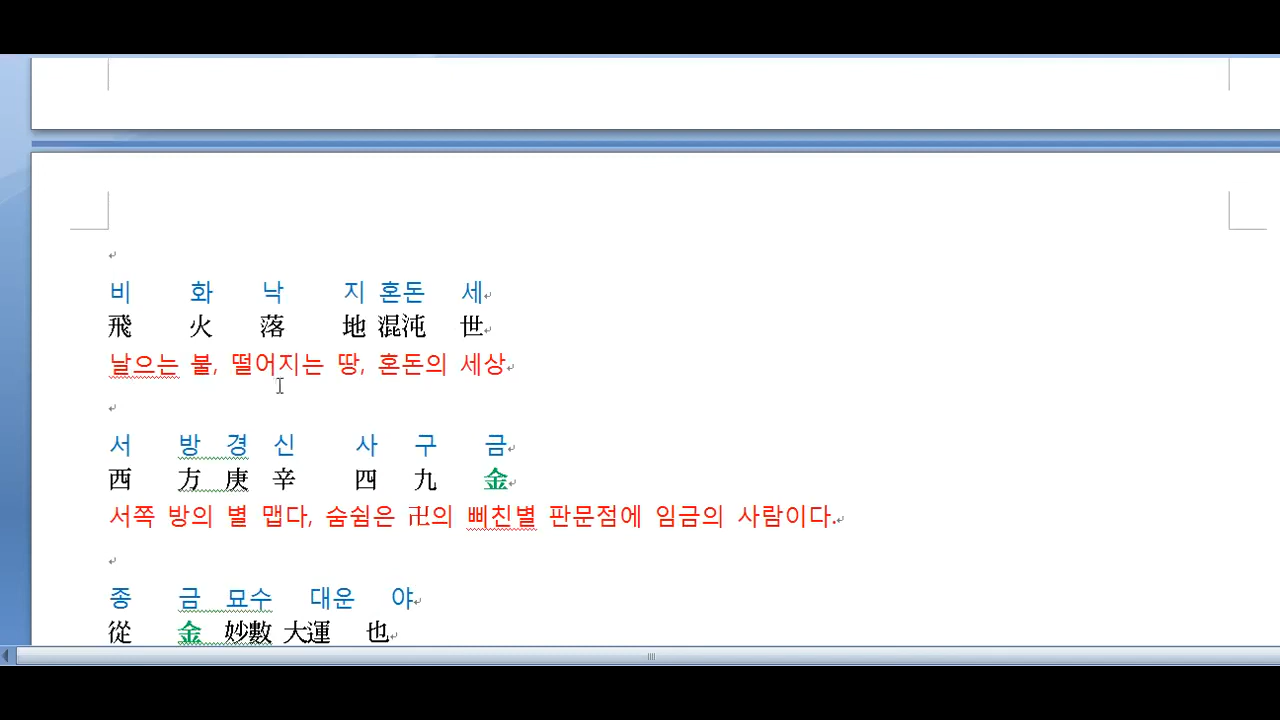 비 화 낙 지 혼돈 세
飛 火 落 地 混沌 世
날으는 불, 떨어지는 땅, 혼돈의 세상
서 방 경 신 사 구 금
西 方 庚 辛 四 九 金
서쪽 방의 별 맵다, 숨쉼은 卍의 삐친별 판문점에 임금의 사람이다.
종 금 묘수 대운 야
從 金 妙數 大運 也